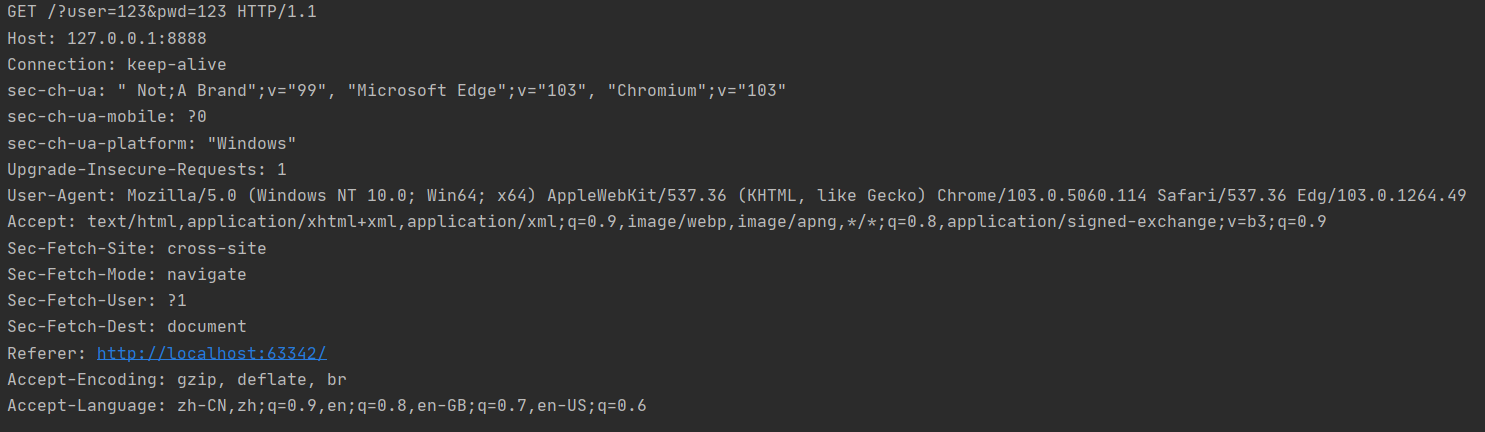 GET /?user=123&pwd=123 HTTP/1.1
Host: 127.0.0.1:8888
Connection: keep-alive
sec-ch-ua: " Not;A Brand";v="99", "Microsoft Edge";v="103", "Chromium";v="103"
sec-ch-ua-mobile: ?0
sec-ch-ua-platform: "Windows"
Upgrade-Insecure-Requests: 1
User-Agent: Mozilla/5.0 (Windows NT 10.0; Win64; x64) AppleWebKit/537.36 (KHTML, like Gecko) Chrome/103.0.5060.114 Safari/537.36 Edg/103.0.1264.49
Accept: text/html,application/xhtml+xml,application/xml;q=0.9,image/webp,image/apng,*/*;q=0.8,application/signed-exchange;v=b3;q=0.9
Sec-Fetch-Site: cross-site
Sec-Fetch-Mode: navigate
Sec-Fetch-User: ?1
Sec-Fetch-Dest: document
Referer: http://localhost:63342/
Accept-Encoding: gzip, deflate, br
Accept-Language: zh-CN,zh;q=0.9,en;q=0.8,en-GB;q=0.7,en-US;q=0.6